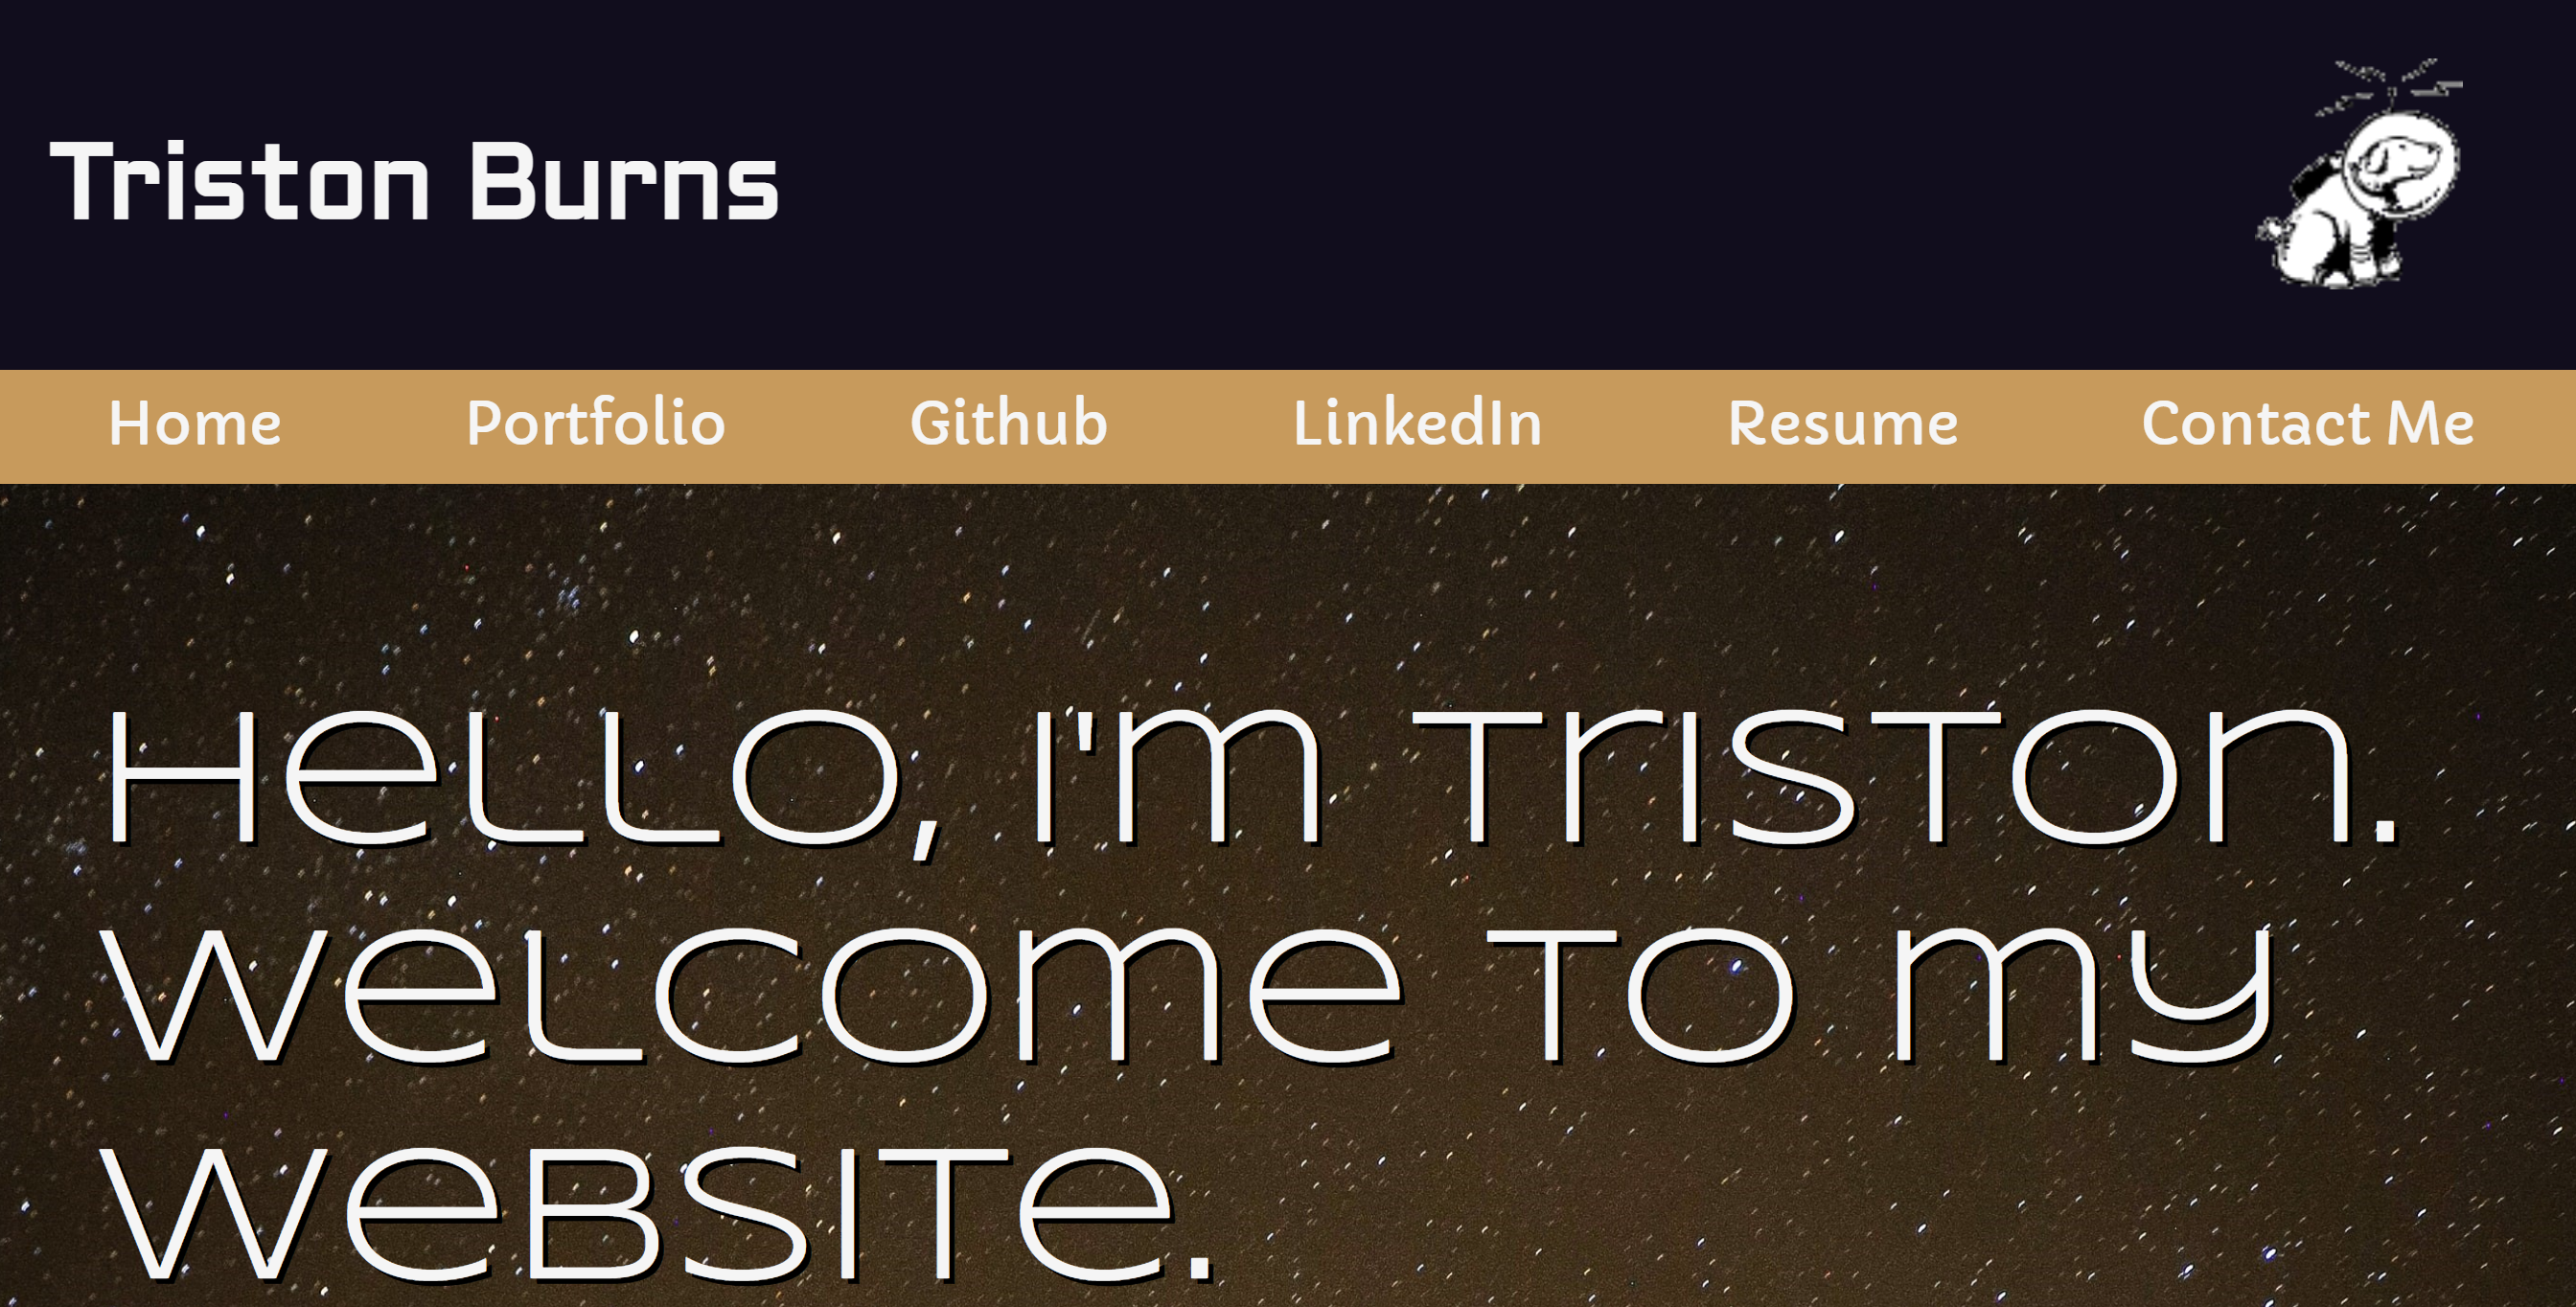 Triston Burns
Home Portfolio Github LinkedIn Resume Contact Me
Hello, I'm Triston.
Welcome to my
website.